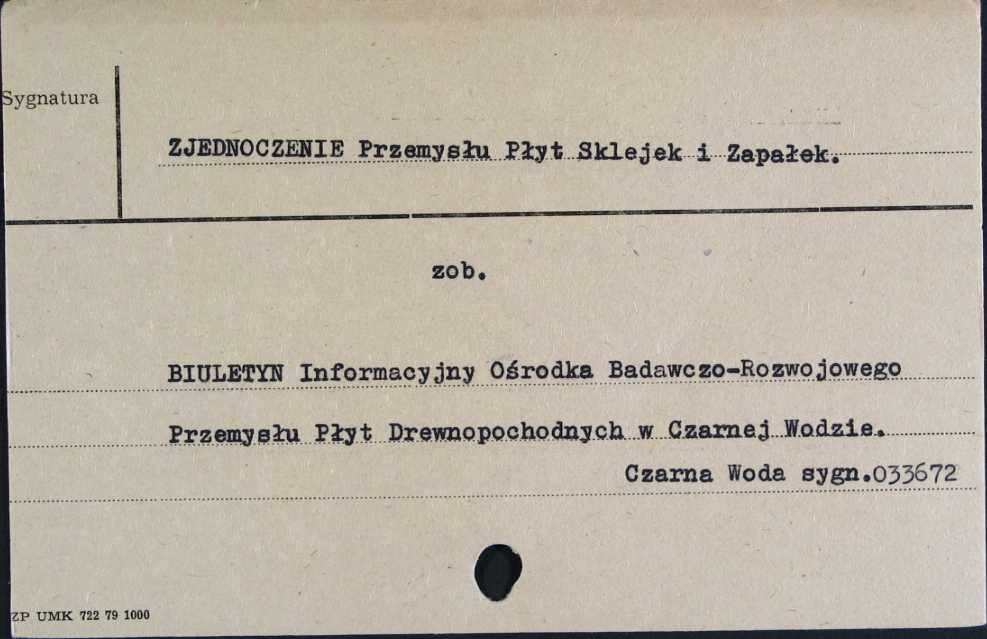 Sygnatura
ZJEDNOCZENIE Przemysłu Płyt Sklejek i Zapałek.
zob.
BIULETYN Informacyjny Ośrodka Badawczo-Rozwojowego
Przemysłu Płyt Drewnopochodnych w Czarnej Wodzie.
Czarna Woda sygn.033672
ZP UMK 722 79 1000